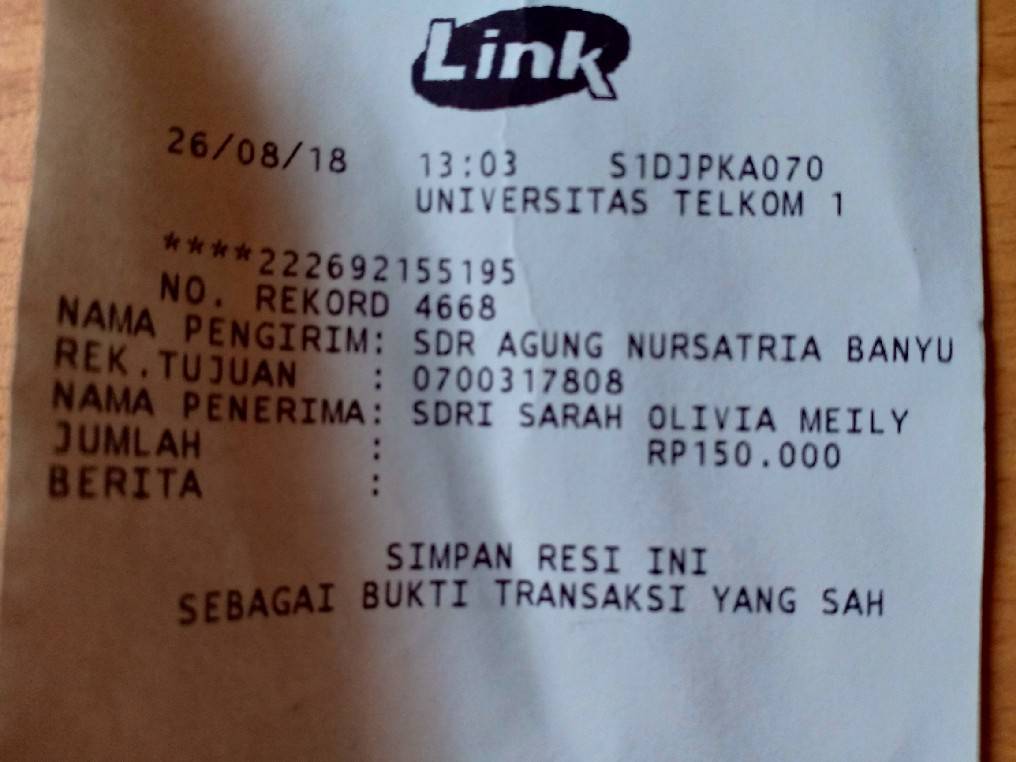 Link
26/08/18 13:03 S1DJPKA070
UNIVERSITAS TELKOM 1
****222692155195
NO. REKORD 4668
NAMA PENGIRIM: SDR AGUNG NURSATRIA BANYU
REK.TUJUAN : 0700317808
NAMA PENERIMA: SDRI SARAH OLIVIA MEILY
JUMLAH : RP150.000
BERITA :
SIMPAN RESI INI
SEBAGAI BUKTI TRANSAKSI YANG SAH